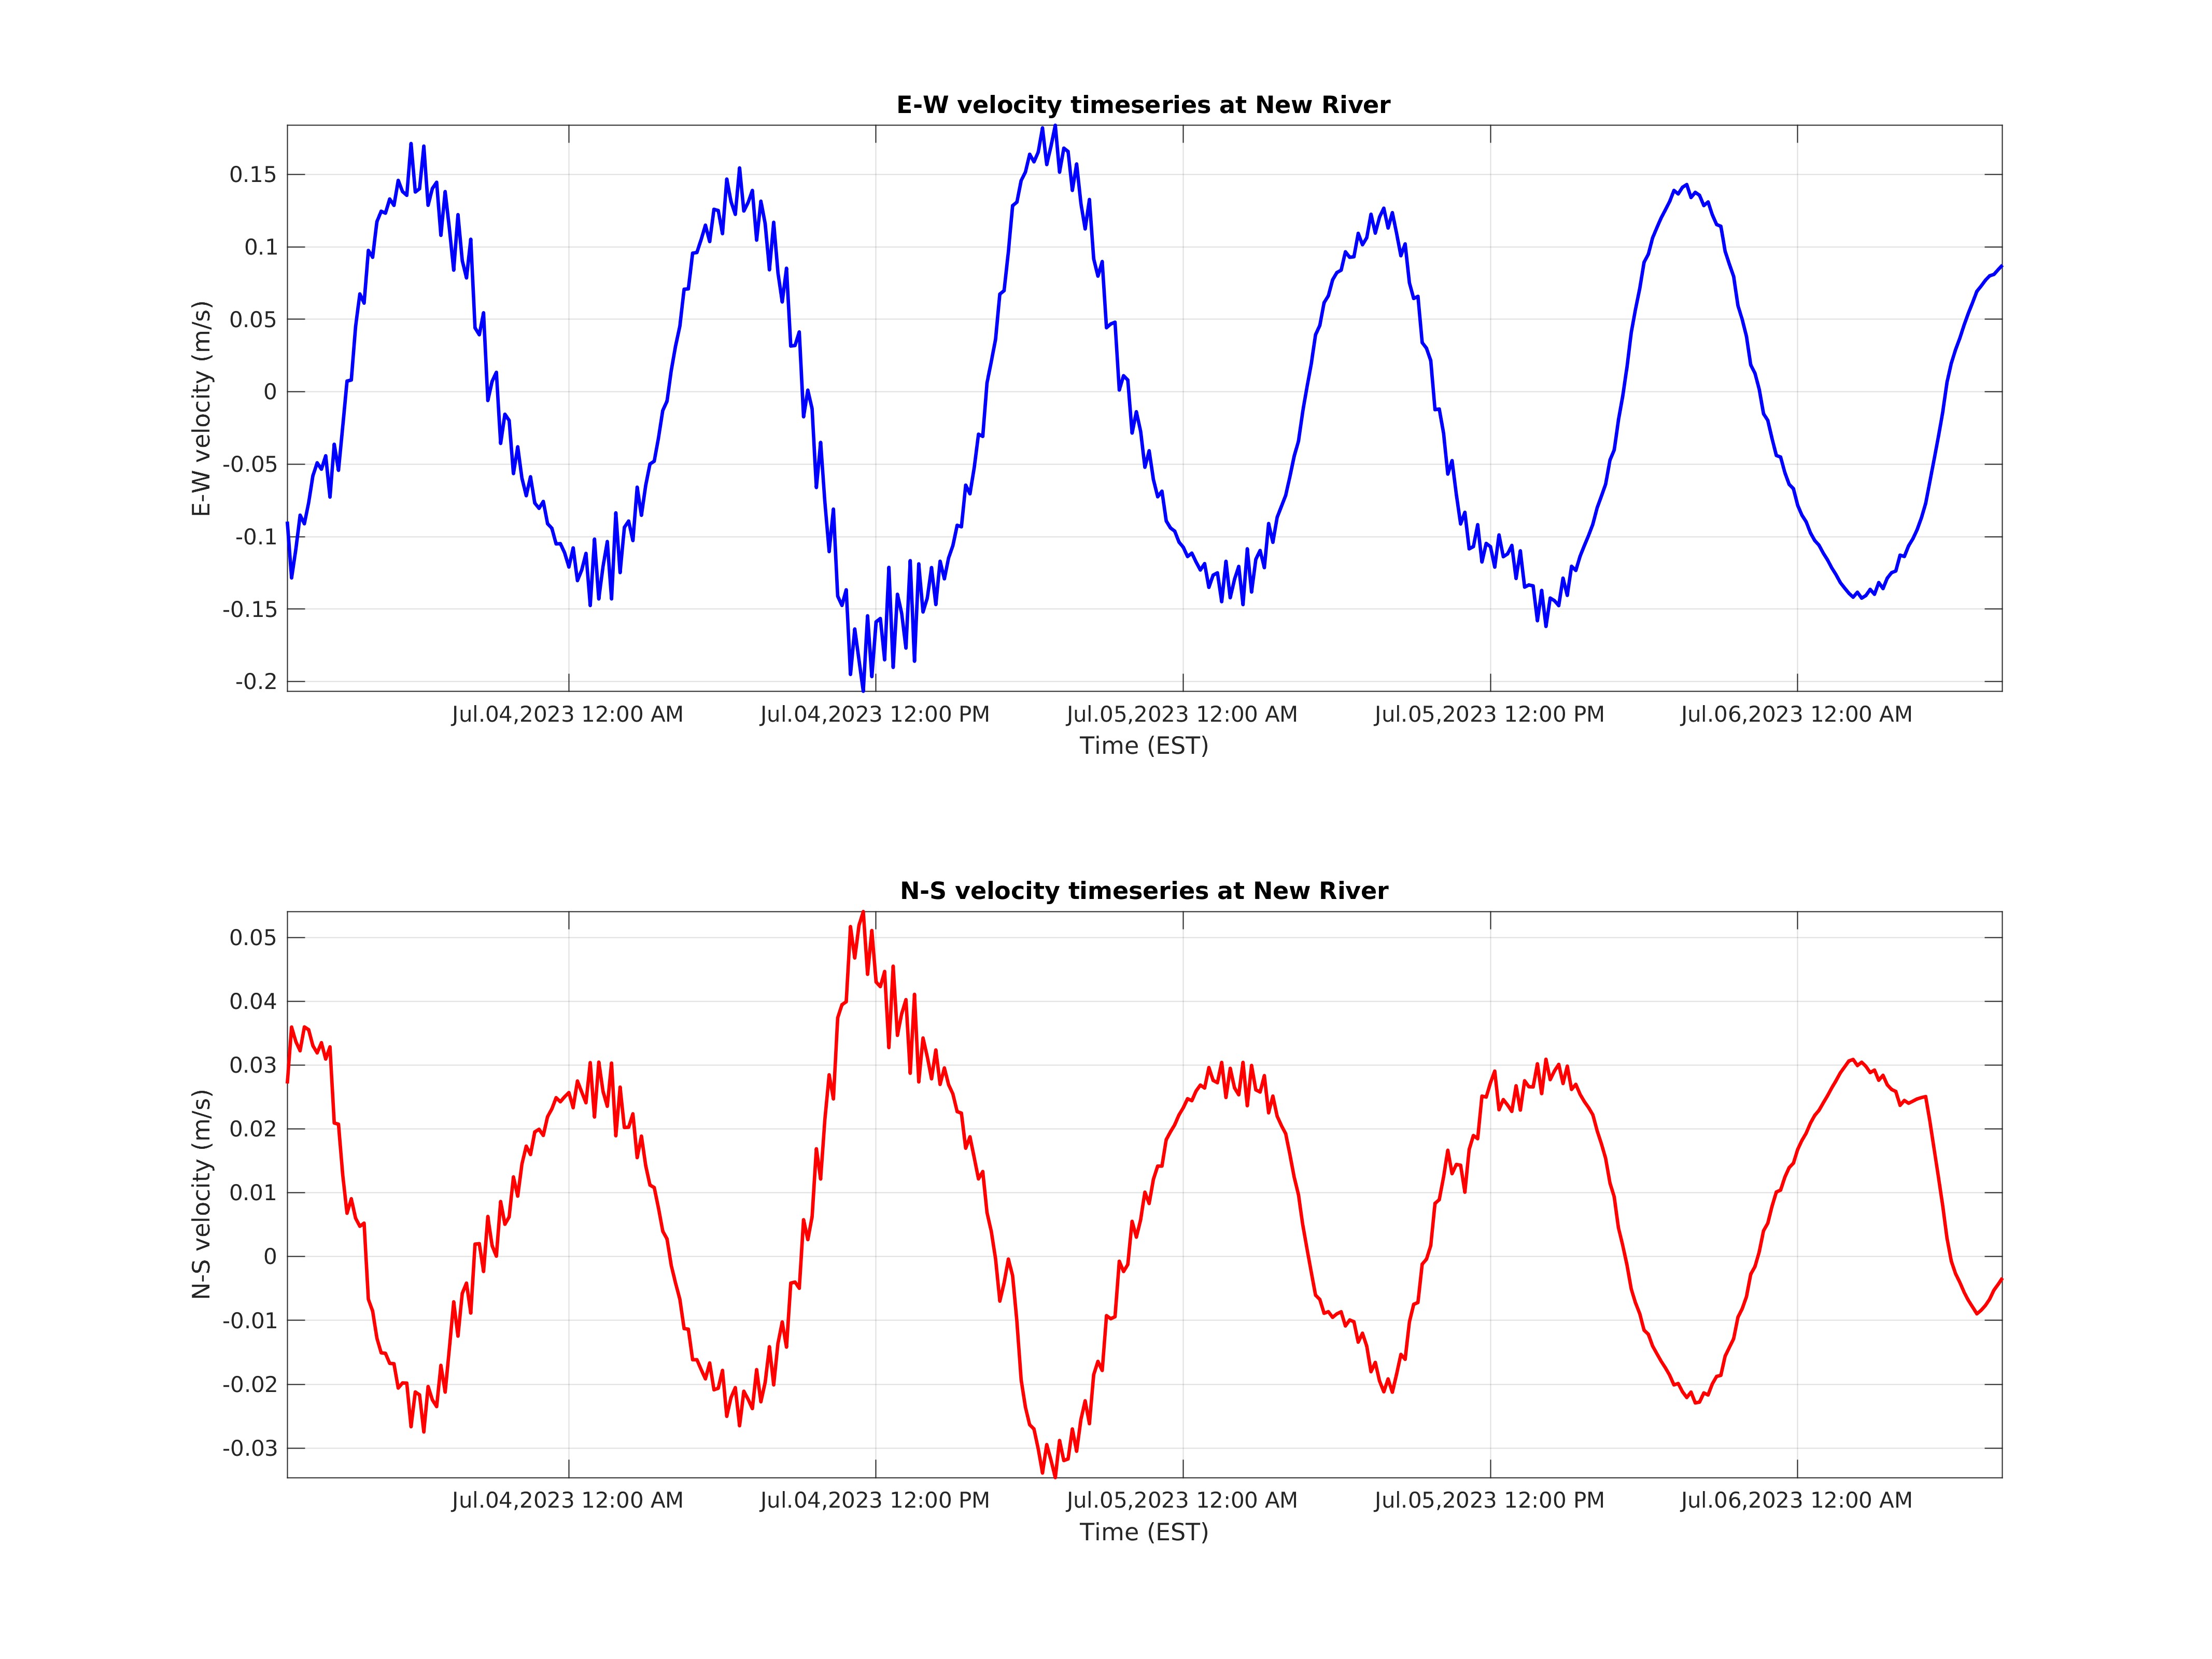 E-W velocity timeseries at New River
0.15
0.1
0.05
0
-0.05
-0.1
-0.15
-0.2
E-W velocity (m/s)
Jul.04,2023 12:00 AM Jul.04,2023 12:00 PM Jul.05,2023 12:00 AM Jul.05,2023 12:00 PM Jul.06,2023 12:00 AM
Time (EST)
N-S velocity timeseries at New River
0.05
0.04
0.03
0.02
0.01
0
-0.01
-0.02
-0.03
N-S velocity (m/s)
Jul.04,2023 12:00 AM Jul.04,2023 12:00 PM Jul.05,2023 12:00 AM Jul.05,2023 12:00 PM Jul.06,2023 12:00 AM
Time (EST)